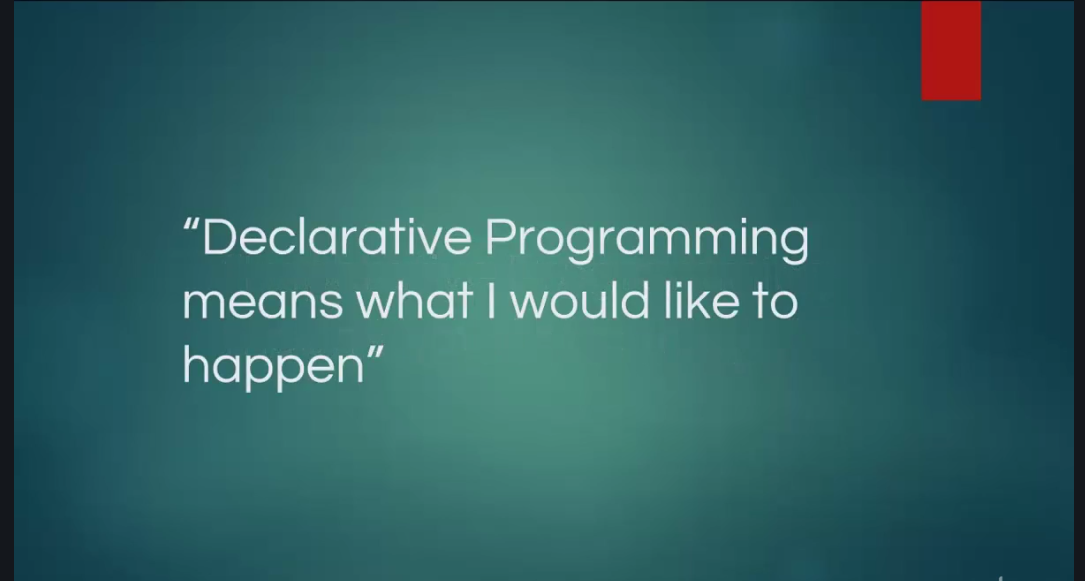 “Declarative Programming
means what I would like to
happen”